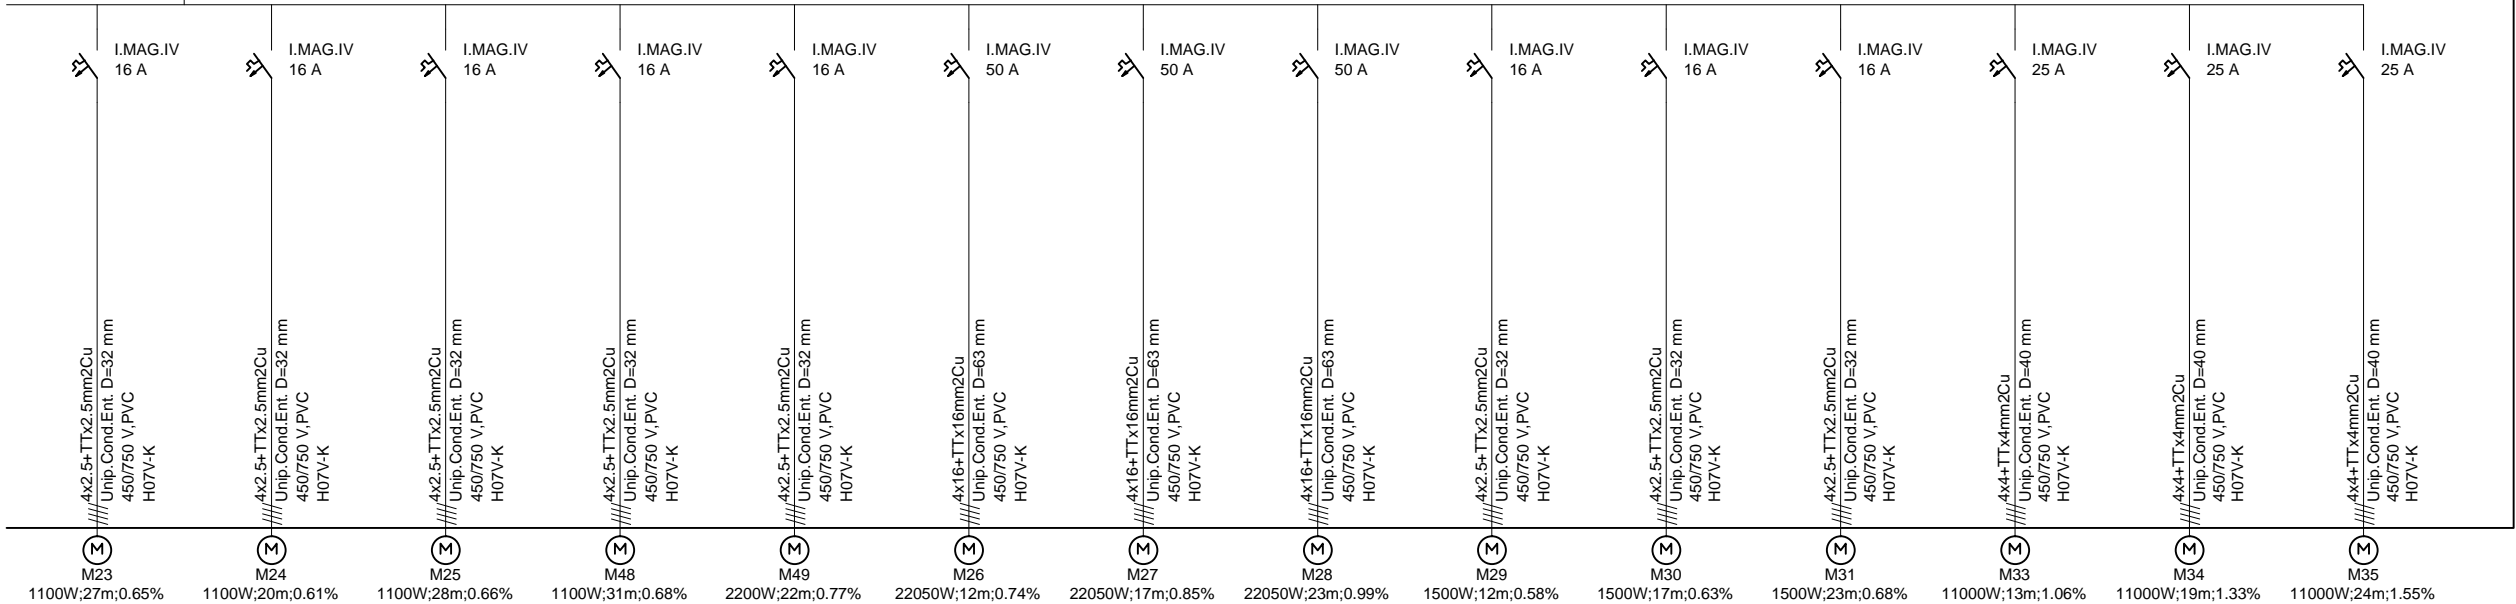 I.MAG.IV
16 A
I.MAG.IV
16 A
I.MAG.IV
16 A
I.MAG.IV
16 A
I.MAG.IV
16 A
I.MAG.IV
50 A
I.MAG.IV
50 A
I.MAG.IV
50 A
I.MAG.IV
16 A
I.MAG.IV
16 A
I.MAG.IV
16 A
I.MAG.IV
25 A
I.MAG.IV
25 A
I.MAG.IV
25 A
4x2.5+TTx2.5mm2Cu
Unip.Cond.Ent. D=32 mm
450/750 V,PVC
H07V-K
4x2.5+TTx2.5mm2Cu
Unip.Cond.Ent. D=32 mm
450/750 V,PVC
H07V-K
4x2.5+TTx2.5mm2Cu
Unip.Cond.Ent. D=32 mm
450/750 V,PVC
H07V-K
4x2.5+TTx2.5mm2Cu
Unip.Cond.Ent. D=32 mm
450/750 V,PVC
H07V-K
4x2.5+TTx2.5mm2Cu
Unip.Cond.Ent. D=32 mm
450/750 V,PVC
H07V-K
4x16+TTx16mm2Cu
Unip.Cond.Ent. D=63 mm
450/750 V,PVC
H07V-K
4x16+TTx16mm2Cu
Unip.Cond.Ent. D=63 mm
450/750 V,PVC
H07V-K
4x16+TTx16mm2Cu
Unip.Cond.Ent. D=63 mm
450/750 V,PVC
H07V-K
4x2.5+TTx2.5mm2Cu
Unip.Cond.Ent. D=32 mm
450/750 V,PVC
H07V-K
4x2.5+TTx2.5mm2Cu
Unip.Cond.Ent. D=32 mm
450/750 V,PVC
H07V-K
4x2.5+TTx2.5mm2Cu
Unip.Cond.Ent. D=32 mm
450/750 V,PVC
H07V-K
4x4+TTx4mm2Cu
Unip.Cond.Ent. D=40 mm
450/750 V,PVC
H07V-K
4x4+TTx4mm2Cu
Unip.Cond.Ent. D=40 mm
450/750 V,PVC
H07V-K
4x4+TTx4mm2Cu
Unip.Cond.Ent. D=40 mm
450/750 V,PVC
H07V-K
M
M23
1100W;27m;0.65%
M
M24
1100W;20m;0.61%
M
M25
1100W;28m;0.66%
M
M48
1100W;31m;0.68%
M
M49
2200W;22m;0.77%
M
M26
22050W;12m;0.74%
M
M27
22050W;17m;0.85%
M
M28
22050W;23m;0.99%
M
M29
1500W;12m;0.58%
M
M30
1500W;17m;0.63%
M
M31
1500W;23m;0.68%
M
M33
11000W;13m;1.06%
M
M34
11000W;19m;1.33%
M
M35
11000W;24m;1.55%